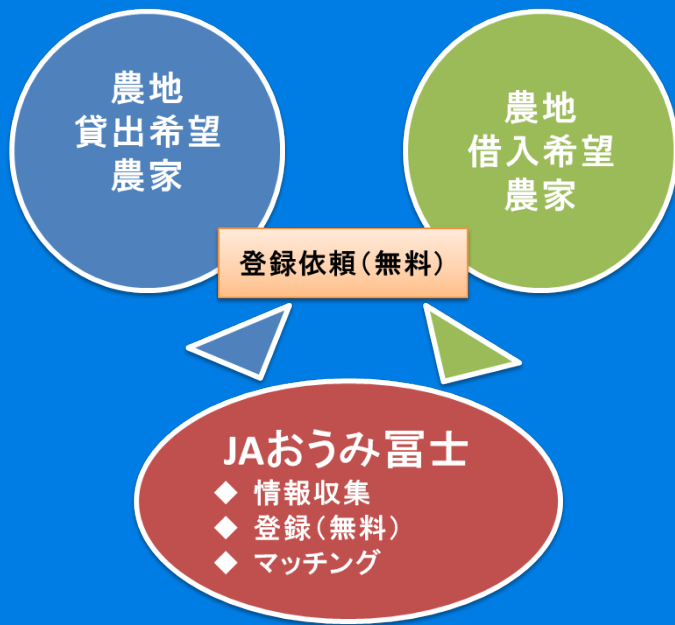 農地
貸出希望
農家
農地
借入希望
農家
登録依頼(無料)
JAおうみ冨士
◆ 情報収集
◆ 登録(無料)
◆ マッチング